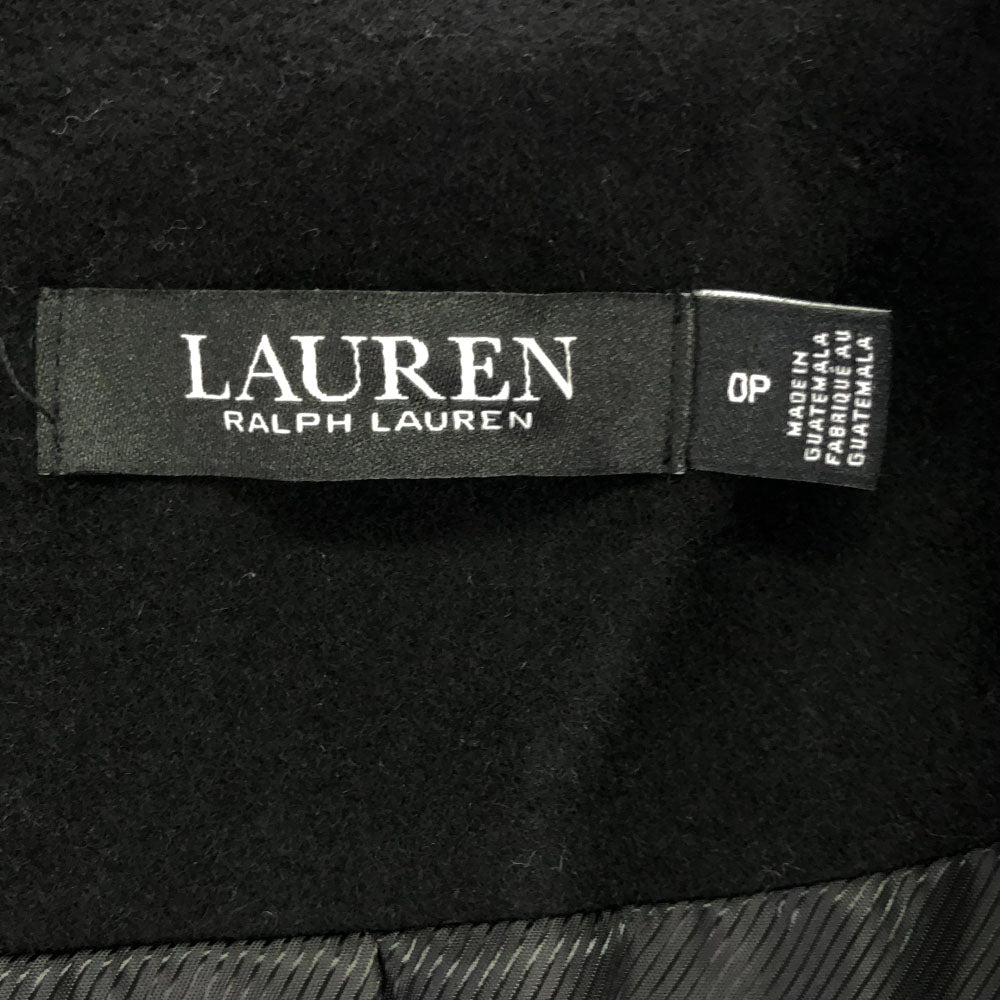 LAUREN
RALPH LAUREN
0P
MADE IN
GUATEMALA
FABRIQUÉ AU
GUATEMALA